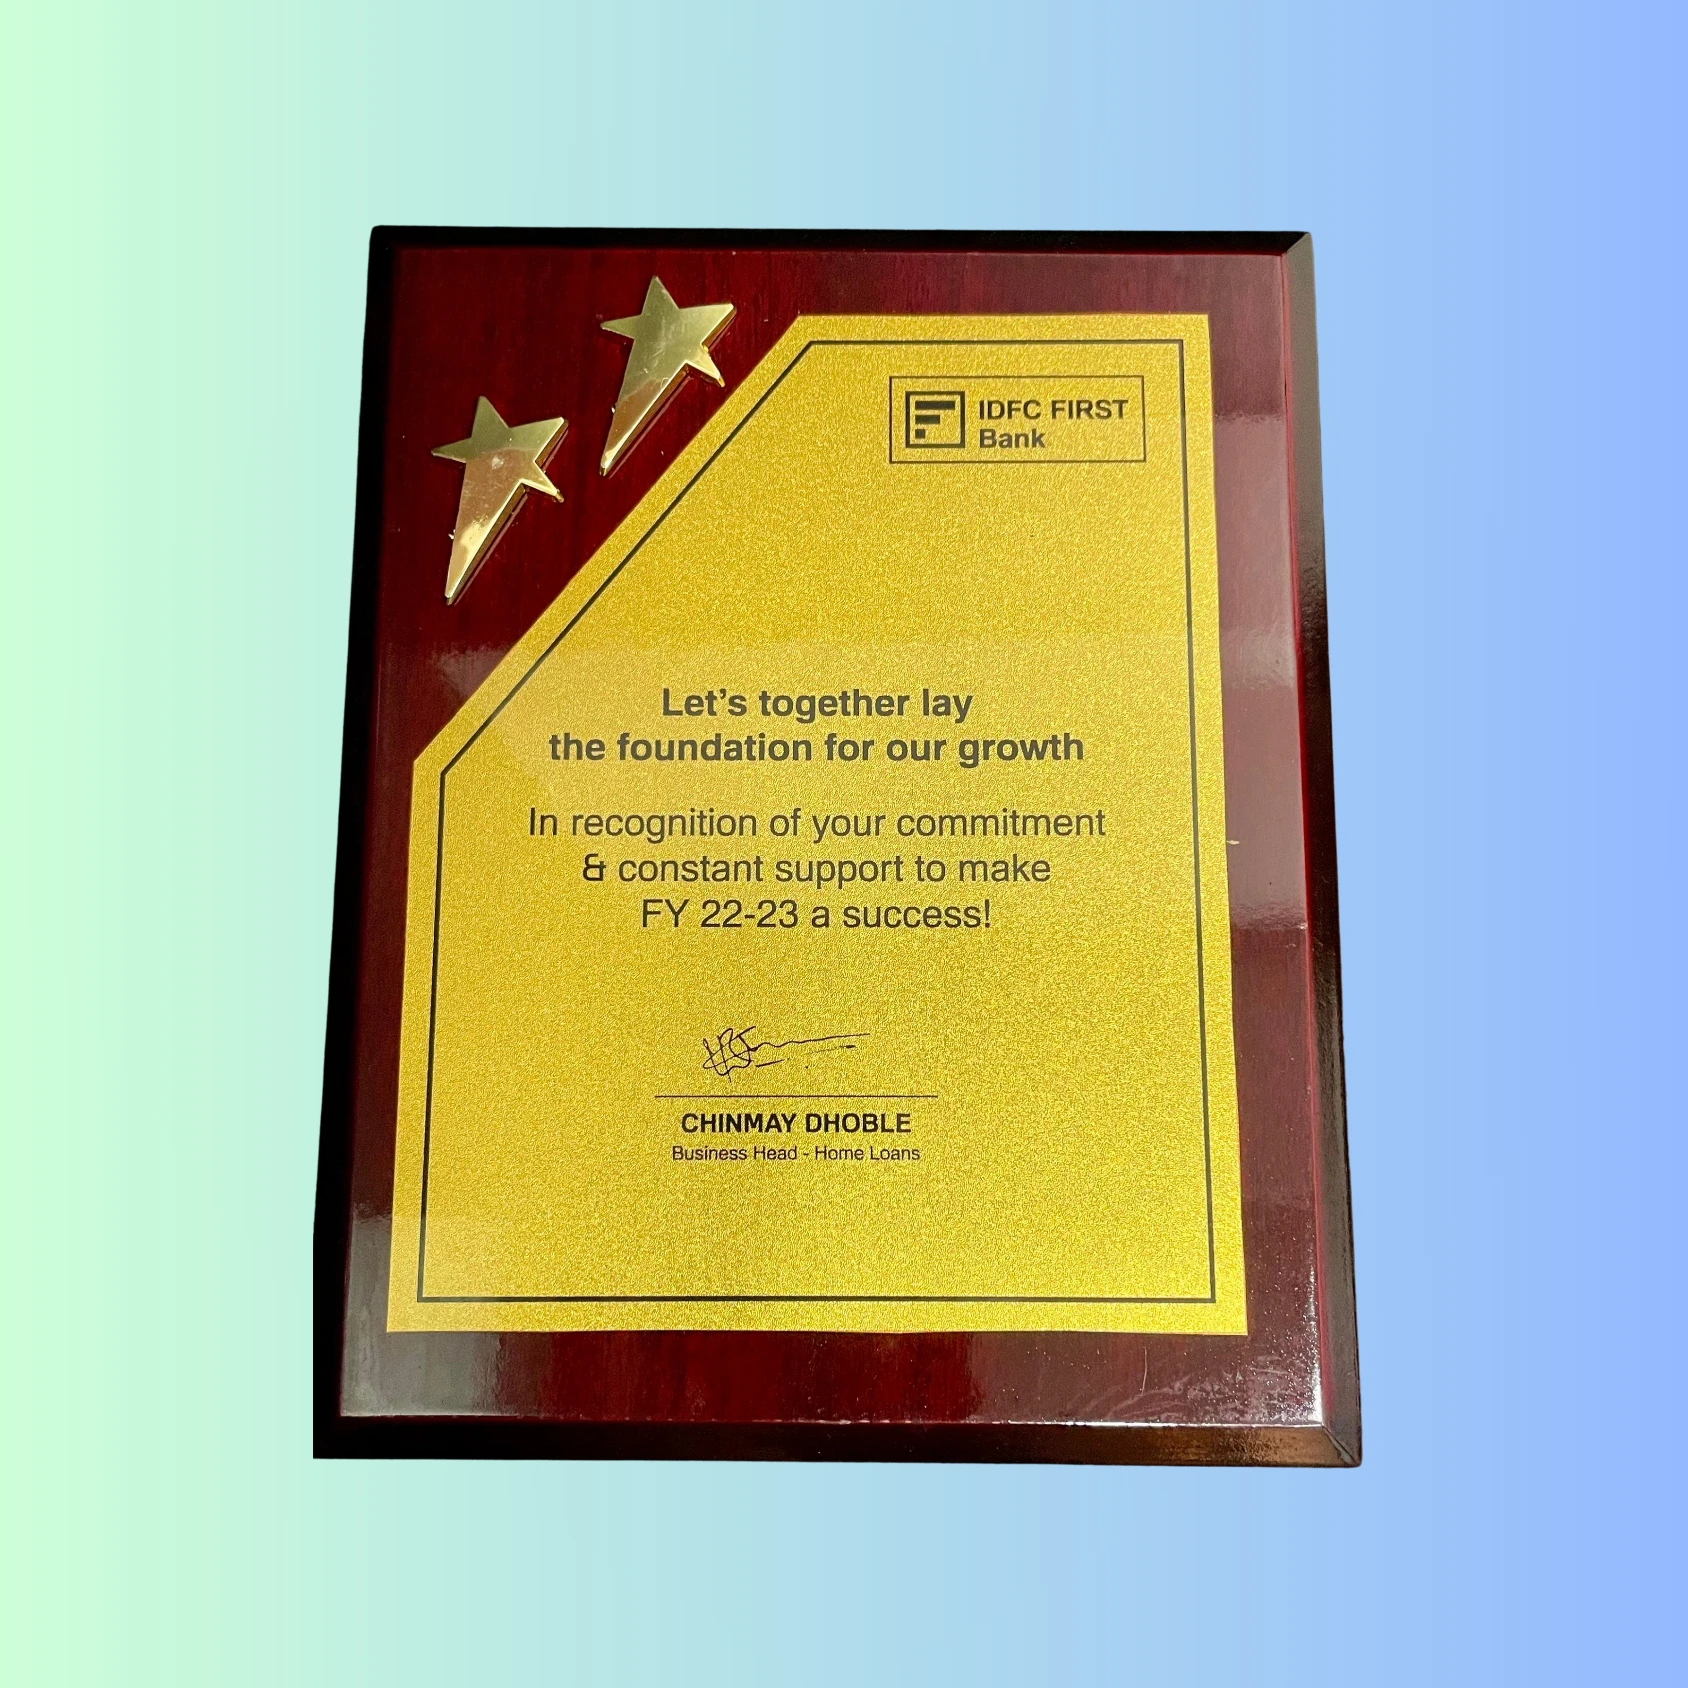 IDFC FIRST
Bank
Let's together lay
the foundation for our growth
In recognition of your commitment
& constant support to make
FY 22-23 a success!
CHINMAY DHOBLE
Business Head - Home Loans